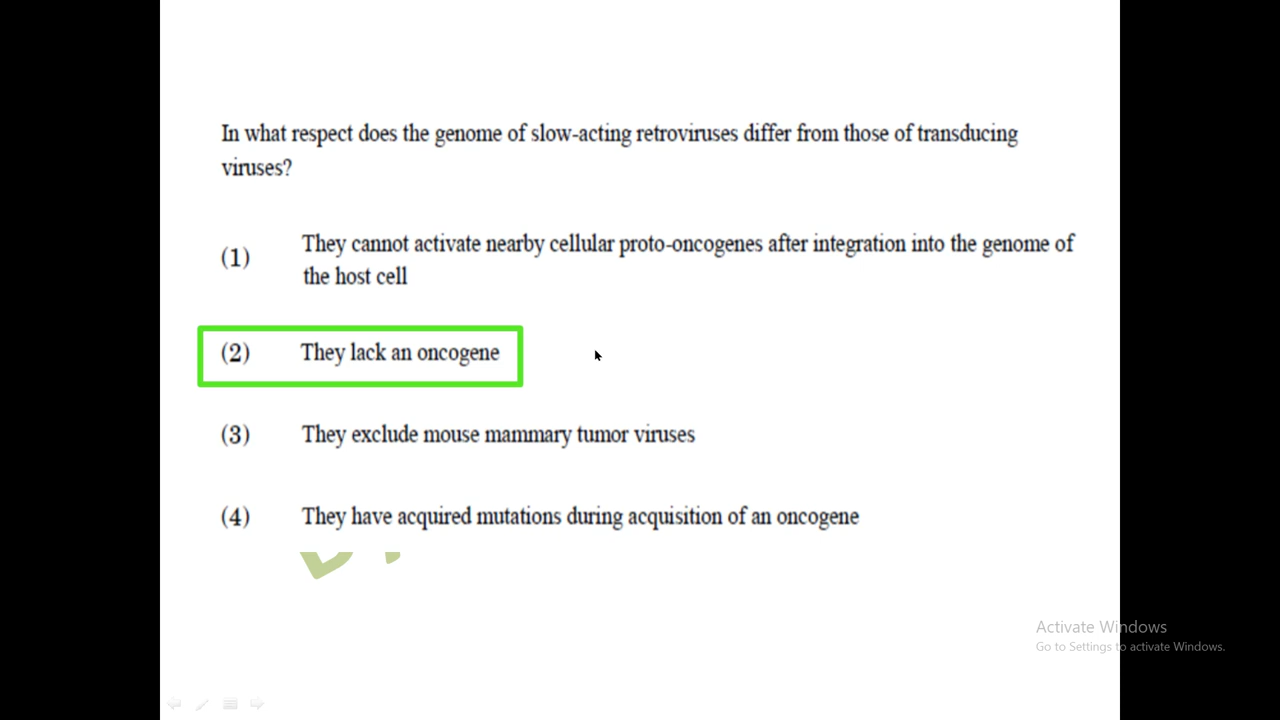 In what respect does the genome of slow-acting retroviruses differ from those of transducing
viruses?
(1) They cannot activate nearby cellular proto-oncogenes after integration into the genome of
the host cell
(2) They lack an oncogene
(3) They exclude mouse mammary tumor viruses
(4) They have acquired mutations during acquisition of an oncogene
Activate Windows
Go to Settings to activate Windows.